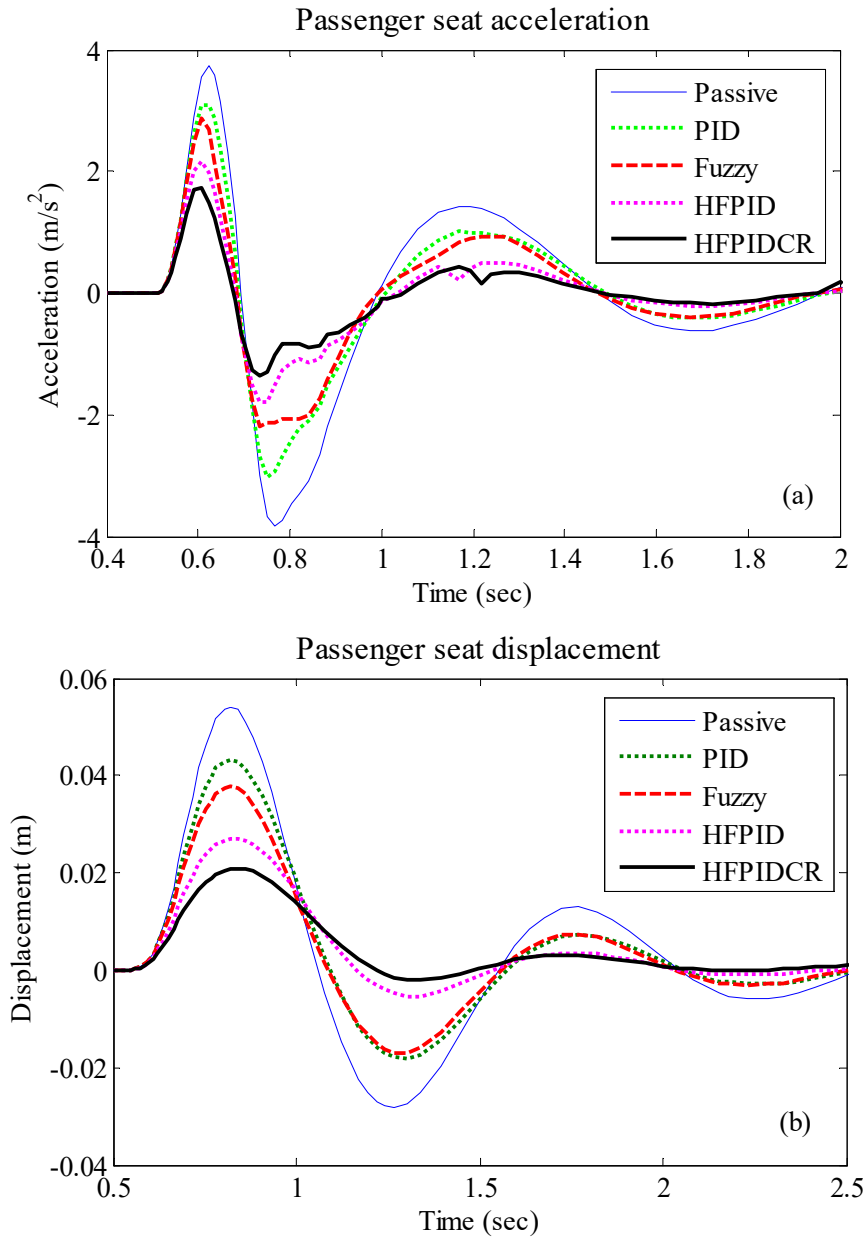 Passenger seat acceleration
4
2
0
-2
-4
Acceleration (m/s²)
Passive
PID
Fuzzy
HFPID
HFPIDCR
(a)
0.4 0.6 0.8 1 1.2 1.4 1.6 1.8 2
Time (sec)
Passenger seat displacement
0.06
0.04
0.02
0
-0.02
-0.04
Displacement (m)
Passive
PID
Fuzzy
HFPID
HFPIDCR
(b)
0.5 1 1.5 2 2.5
Time (sec)